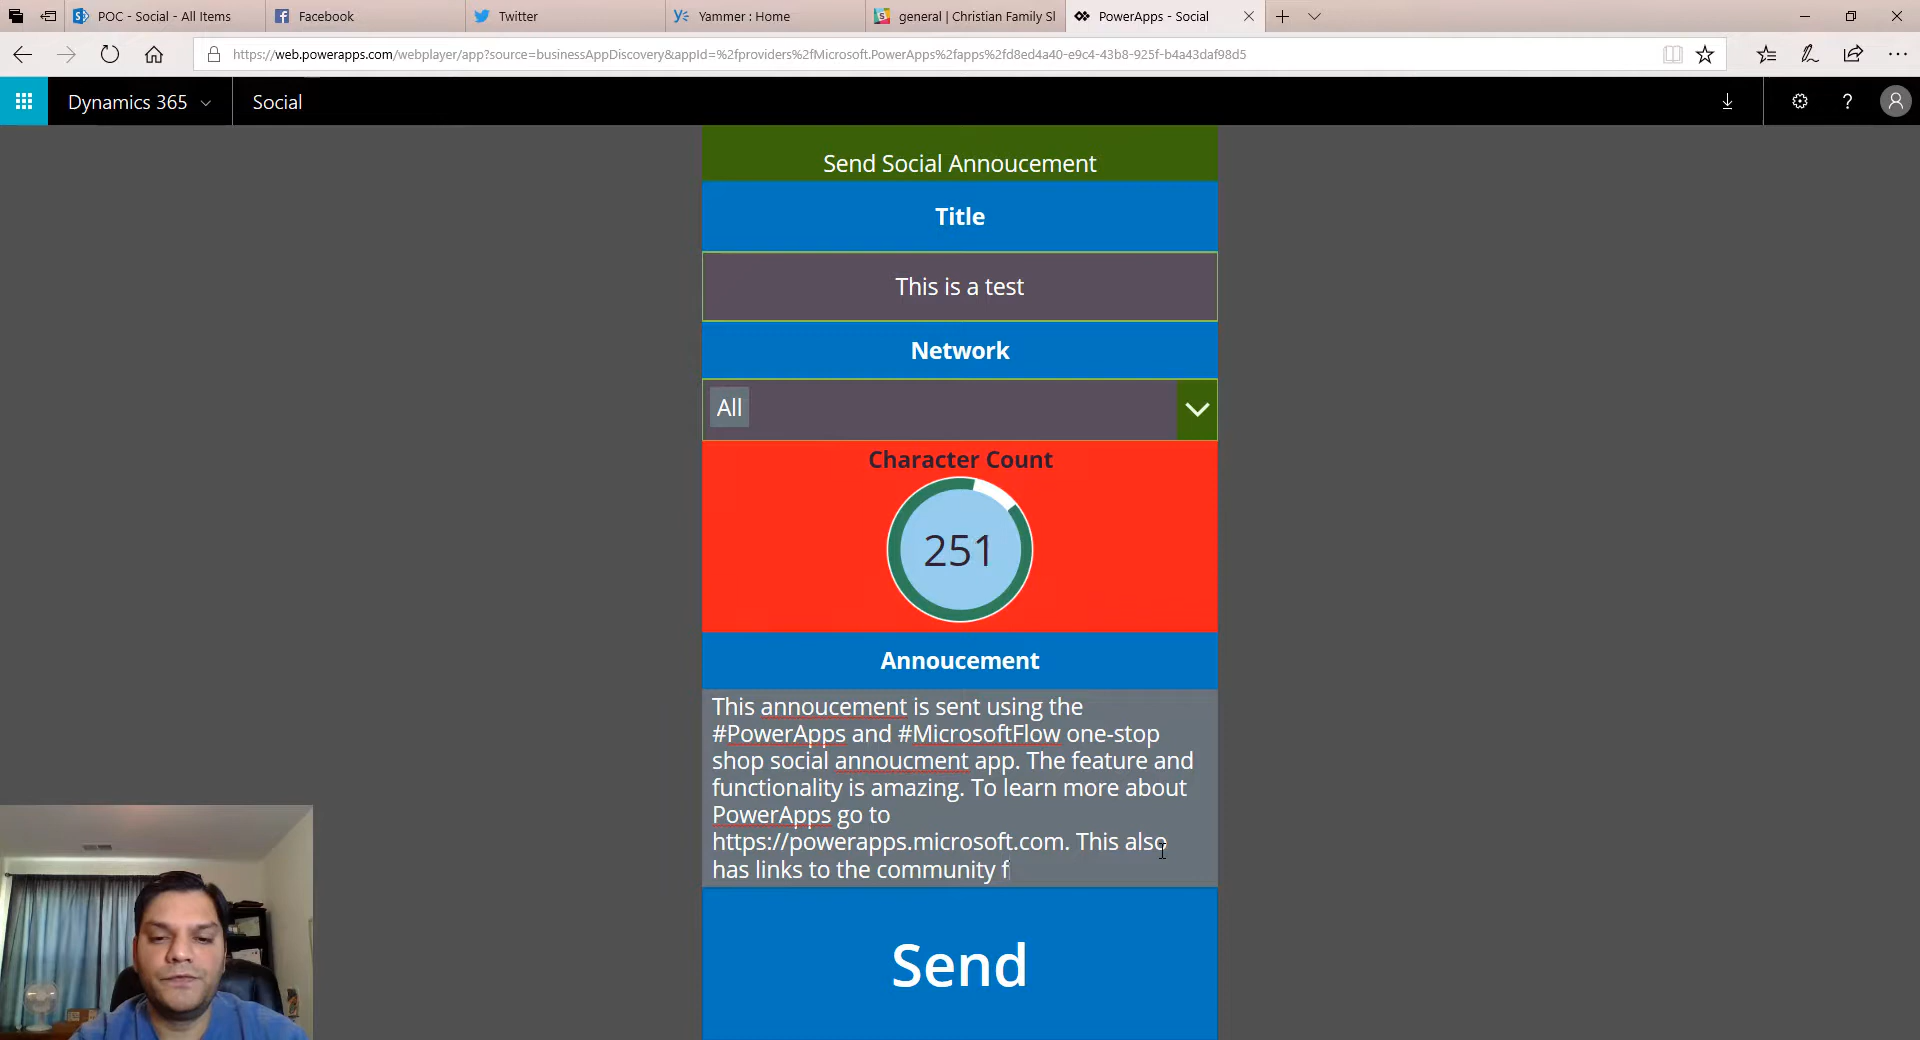 POC - Social - All Items
Facebook
Twitter
Yammer : Home
general | Christian Family Sl
PowerApps - Social
https://web.powerapps.com/webplayer/app?source=businessAppDiscovery&appId=%2fproviders%2fMicrosoft.PowerApps%2fapps%2fd8ed4a40-e9c4-43b8-925f-b4a43daf98d5
Dynamics 365
Social
?
Send Social Annoucement
Title
This is a test
Network
All
Character Count
251
Annoucement
This annoucement is sent using the
#PowerApps and #MicrosoftFlow one-stop
shop social annoucment app. The feature and
functionality is amazing. To learn more about
PowerApps go to
https://powerapps.microsoft.com. This also
has links to the community f
Send